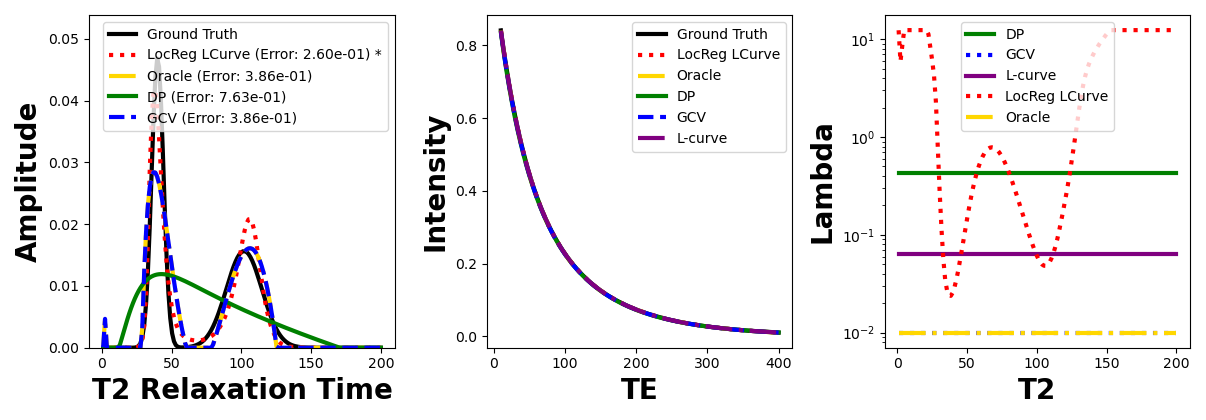 0.05
0.04
0.03
0.02
0.01
0.00
Amplitude
Ground Truth
LocReg LCurve (Error: 2.60e-01) *
Oracle (Error: 3.86e-01)
DP (Error: 7.63e-01)
GCV (Error: 3.86e-01)
0 50 100 150 200
T2 Relaxation Time
0.8
0.6
0.4
0.2
0.0
Intensity
Ground Truth
LocReg LCurve
Oracle
DP
GCV
L-curve
0 100 200 300 400
TE
10¹
10⁰
10⁻¹
10⁻²
Lambda
DP
GCV
L-curve
LocReg LCurve
Oracle
0 50 100 150 200
T2